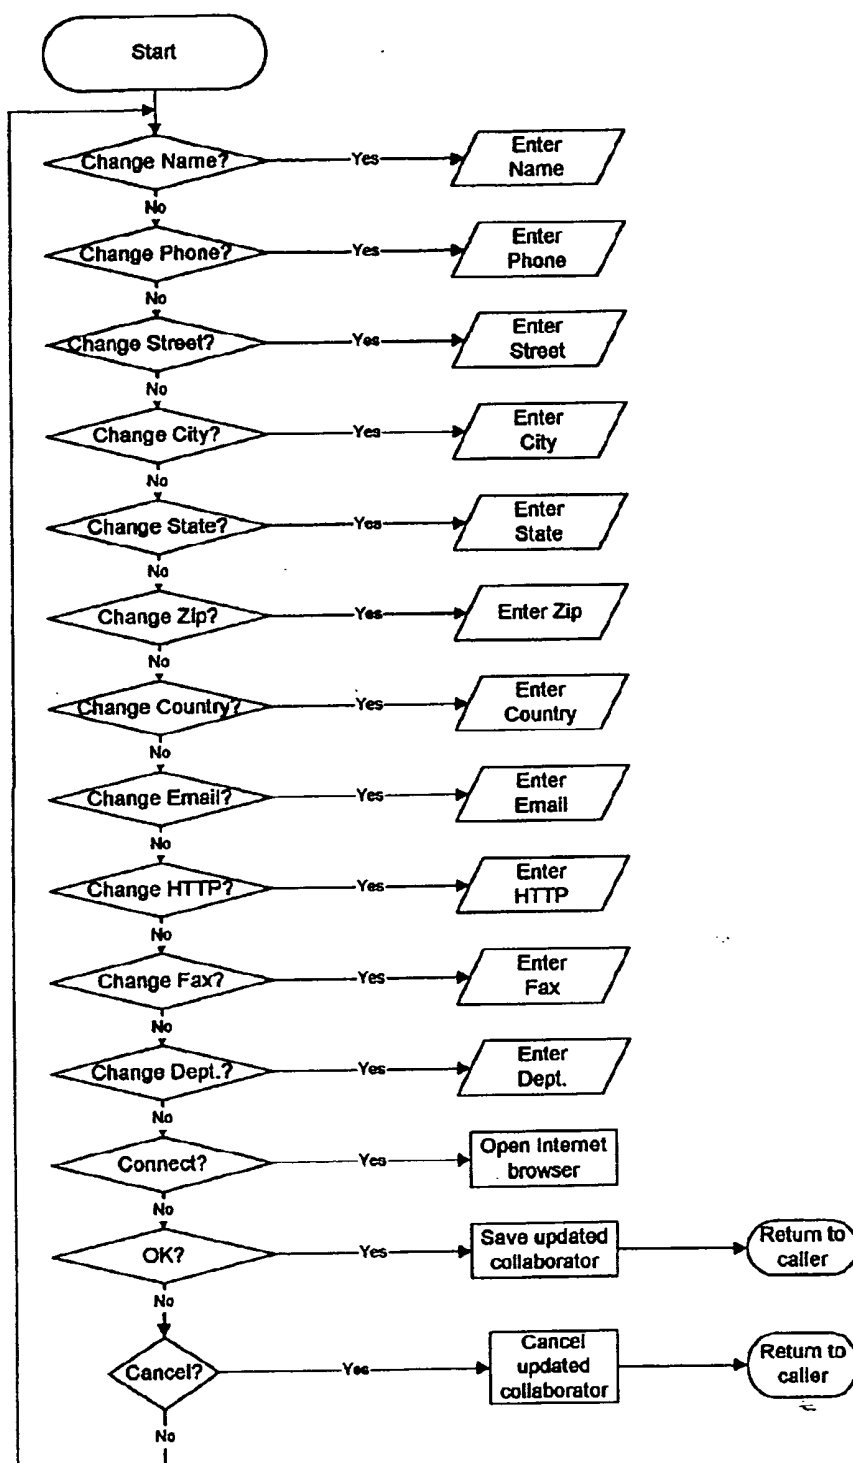 Start
Change Name?
Yes
Enter
Name
No
Change Phone?
Yes
Enter
Phone
No
Change Street?
Yes
Enter
Street
No
Change City?
Yes
Enter
City
No
Change State?
Yes
Enter
State
No
Change Zip?
Yes
Enter Zip
No
Change Country?
Yes
Enter
Country
No
Change Email?
Yes
Enter
Email
No
Change HTTP?
Yes
Enter
HTTP
No
Change Fax?
Yes
Enter
Fax
No
Change Dept.?
Yes
Enter
Dept.
No
Connect?
Yes
Open Internet
browser
No
OK?
Yes
Save updated
collaborator
Return to
caller
No
Cancel?
Yes
Cancel
updated
collaborator
Return to
caller
No